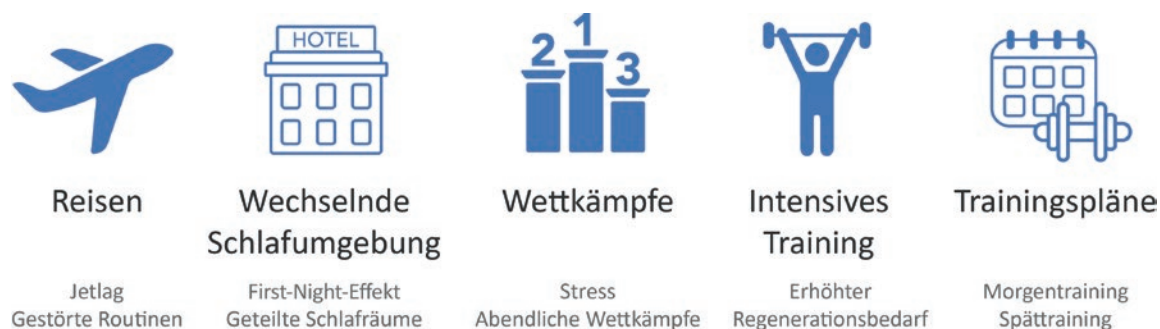 HOTEL
2 1 3
Reisen
Jetlag
Gestörte Routinen
Wechselnde
Schlafumgebung
First-Night-Effekt
Geteilte Schlafräume
Wettkämpfe
Stress
Abendliche Wettkämpfe
Intensives
Training
Erhöhter
Regenerationsbedarf
Trainingspläne
Morgentraining
Spättraining